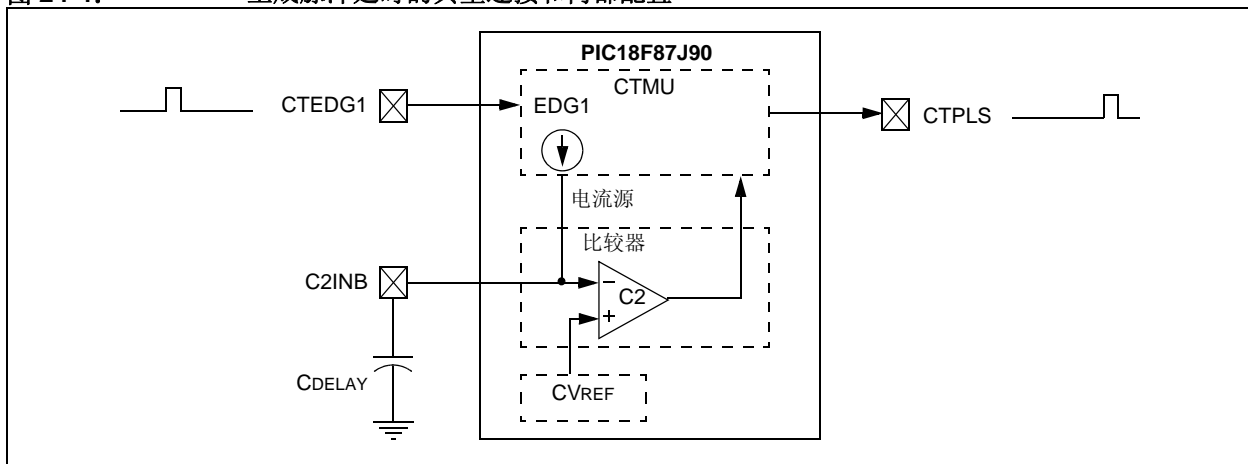 PIC18F87J90
CTMU
CTEDG1
EDG1
CTPLS
电流源
比较器
C2INB
C2
CDELAY
CVREF